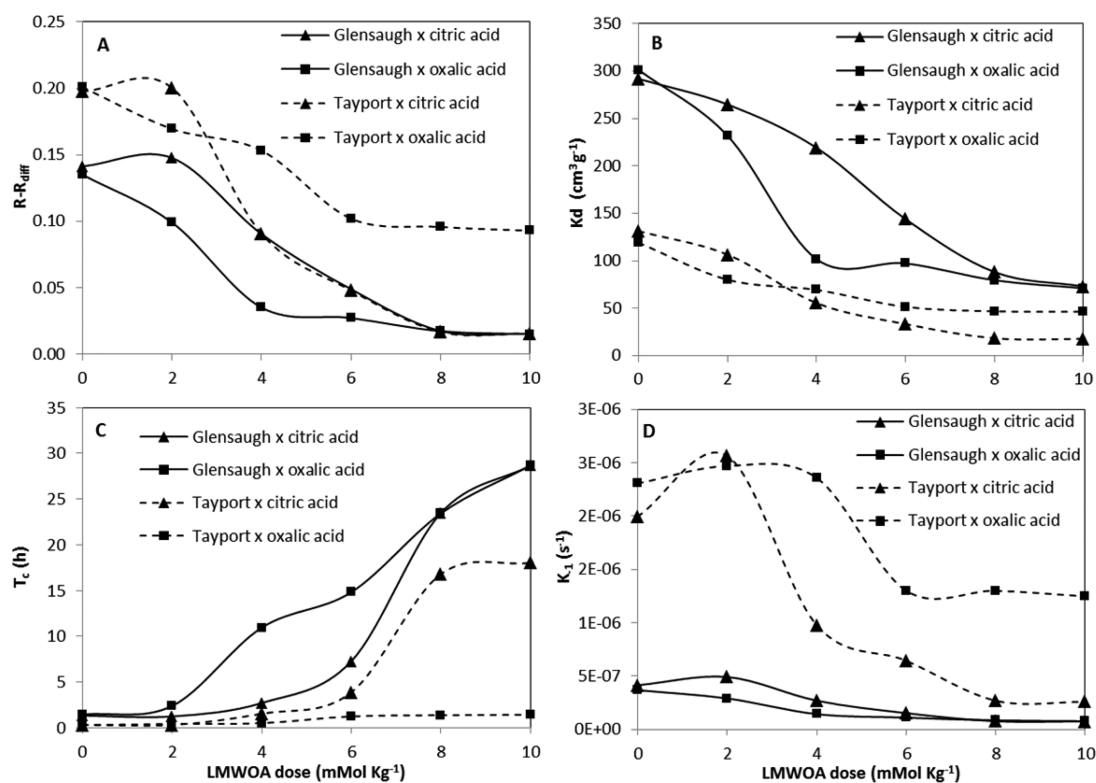 A
Glensaugh x citric acid
Glensaugh x oxalic acid
Tayport x citric acid
Tayport x oxalic acid
R-Rdiff
0.25
0.20
0.15
0.10
0.05
0.00
0 2 4 6 8 10
B
Glensaugh x citric acid
Glensaugh x oxalic acid
Tayport x citric acid
Tayport x oxalic acid
Kd (cm³g⁻¹)
350
300
250
200
150
100
50
0
0 2 4 6 8 10
C
Glensaugh x citric acid
Glensaugh x oxalic acid
Tayport x citric acid
Tayport x oxalic acid
Tc (h)
35
30
25
20
15
10
5
0
0 2 4 6 8 10
LMWOA dose (mMol Kg⁻¹)
D
Glensaugh x citric acid
Glensaugh x oxalic acid
Tayport x citric acid
Tayport x oxalic acid
K-1 (s⁻¹)
3E-06
3E-06
2E-06
2E-06
1E-06
5E-07
0E+00
0 2 4 6 8 10
LMWOA dose (mMol Kg⁻¹)